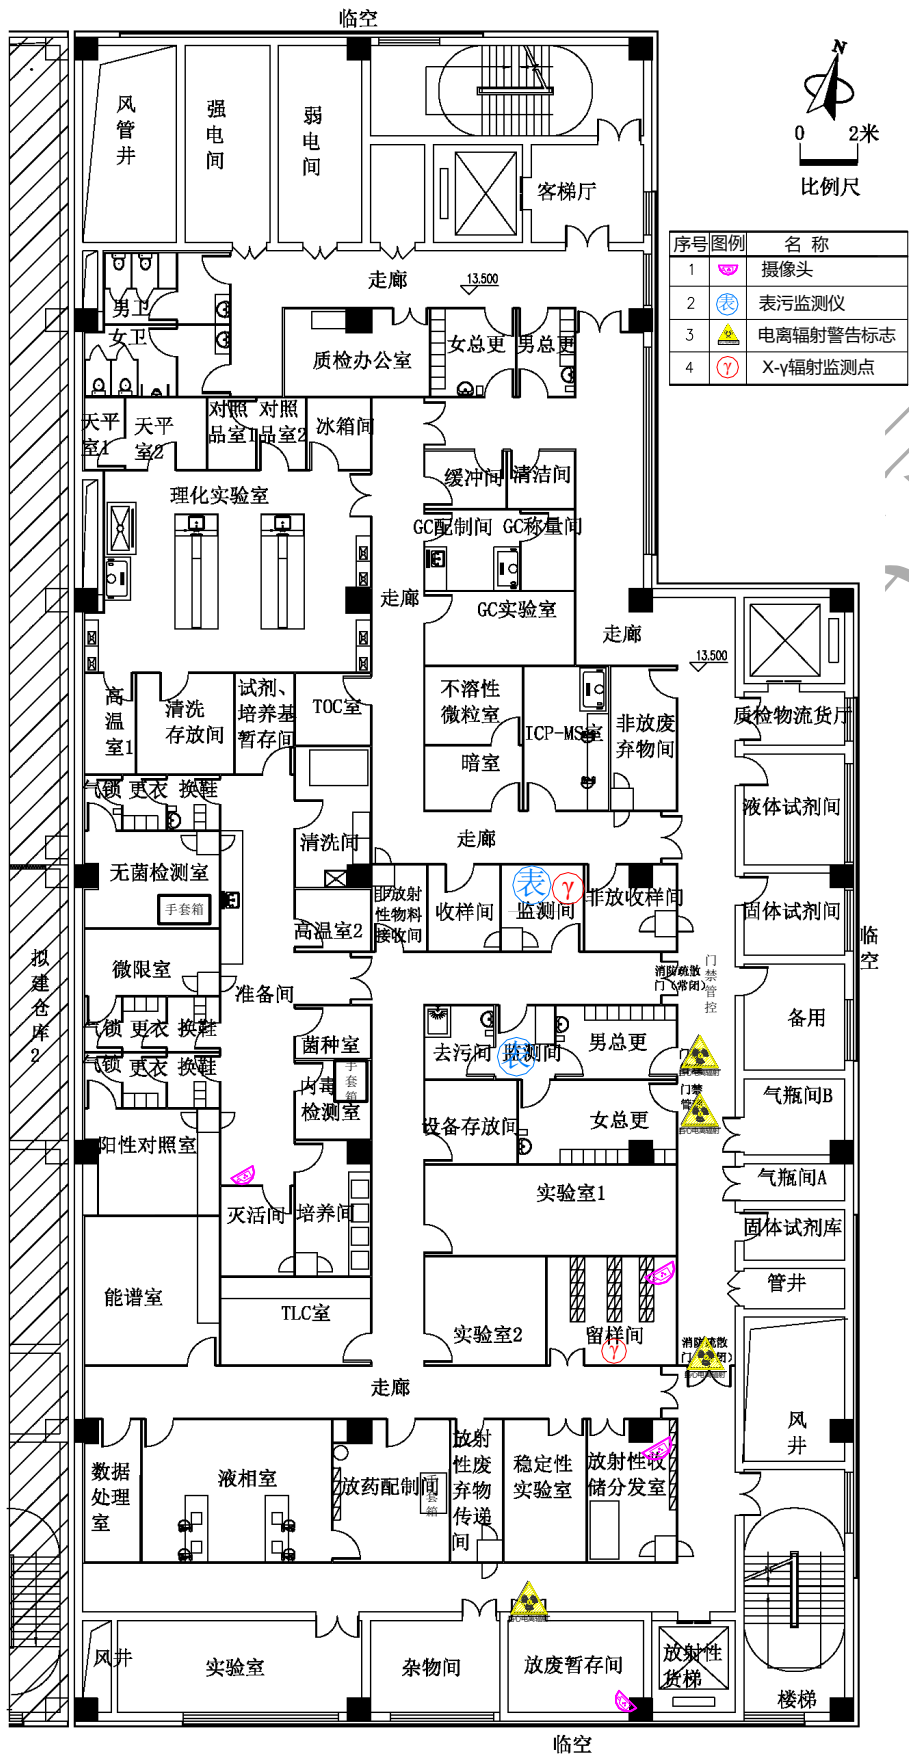 临空
N
0 2米
比例尺
风管井
强电间
弱电间
客梯厅
序号 图例 名 称
1 摄像头
2 表 表污监测仪
3 电离辐射警告标志
4 γ X-γ辐射监测点
走廊
13.500
男卫
女卫
质检办公室
女总更
男总更
天平室1
天平室2
对照品室1
对照品室2
冰箱间
缓冲间
清洁间
理化实验室
GC配制间
GC称量间
走廊
GC实验室
走廊
13.500
高温室1
清洗存放间
试剂、培养基暂存间
TOC室
不溶性微粒室
ICP-MS室
非放废弃物间
质检物流货厅
暗室
气锁 更衣 换鞋
液体试剂间
清洗间
走廊
无菌检测室
手套箱
高温室2
非放射性物料接收间
收样间
表
γ
监测间
非放收样间
固体试剂间
临空
拟建仓库2
微限室
准备间
消防疏散门(常闭)
门禁管控
备用
气锁 更衣 换鞋
菌种室
去污间
表
监测间
男总更
气锁 更衣 换鞋
内毒检测室
手套箱
门禁管
气瓶间B
阳性对照室
设备存放间
女总更
气瓶间A
灭活间
培养间
实验室1
固体试剂库
能谱室
TLC室
管井
实验室2
留样间
γ
消防疏散门(常闭)
走廊
风井
数据处理室
液相室
放药配制间
手套箱
放射性废弃物传递间
稳定性实验室
放射性收储分发室
风井
实验室
杂物间
放废暂存间
放射性货梯
楼梯
临空